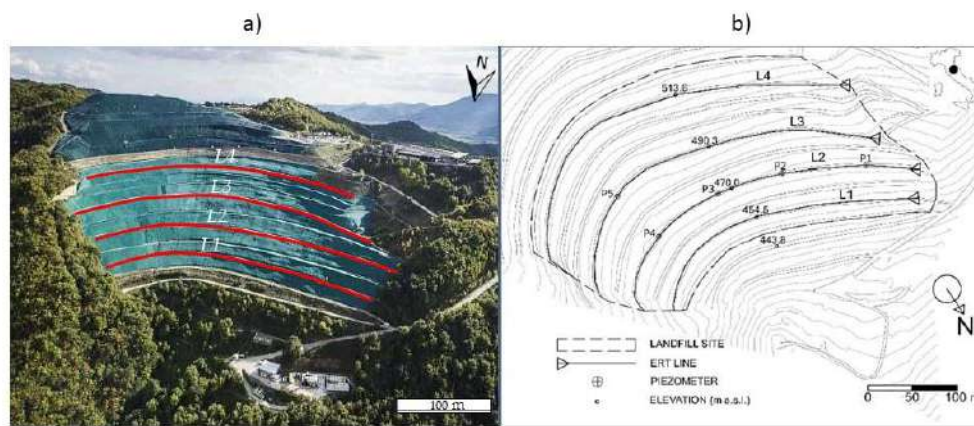 a)
b)
N
L4
L3
L2
L1
100 m
L4
513.6
L3
490.3
L2
P1
P2
P5
P3
470.0
L1
454.5
P4
443.8
N
LANDFILL SITE
ERT LINE
PIEZOMETER
ELEVATION (m a.s.l.)
0 50 100 m